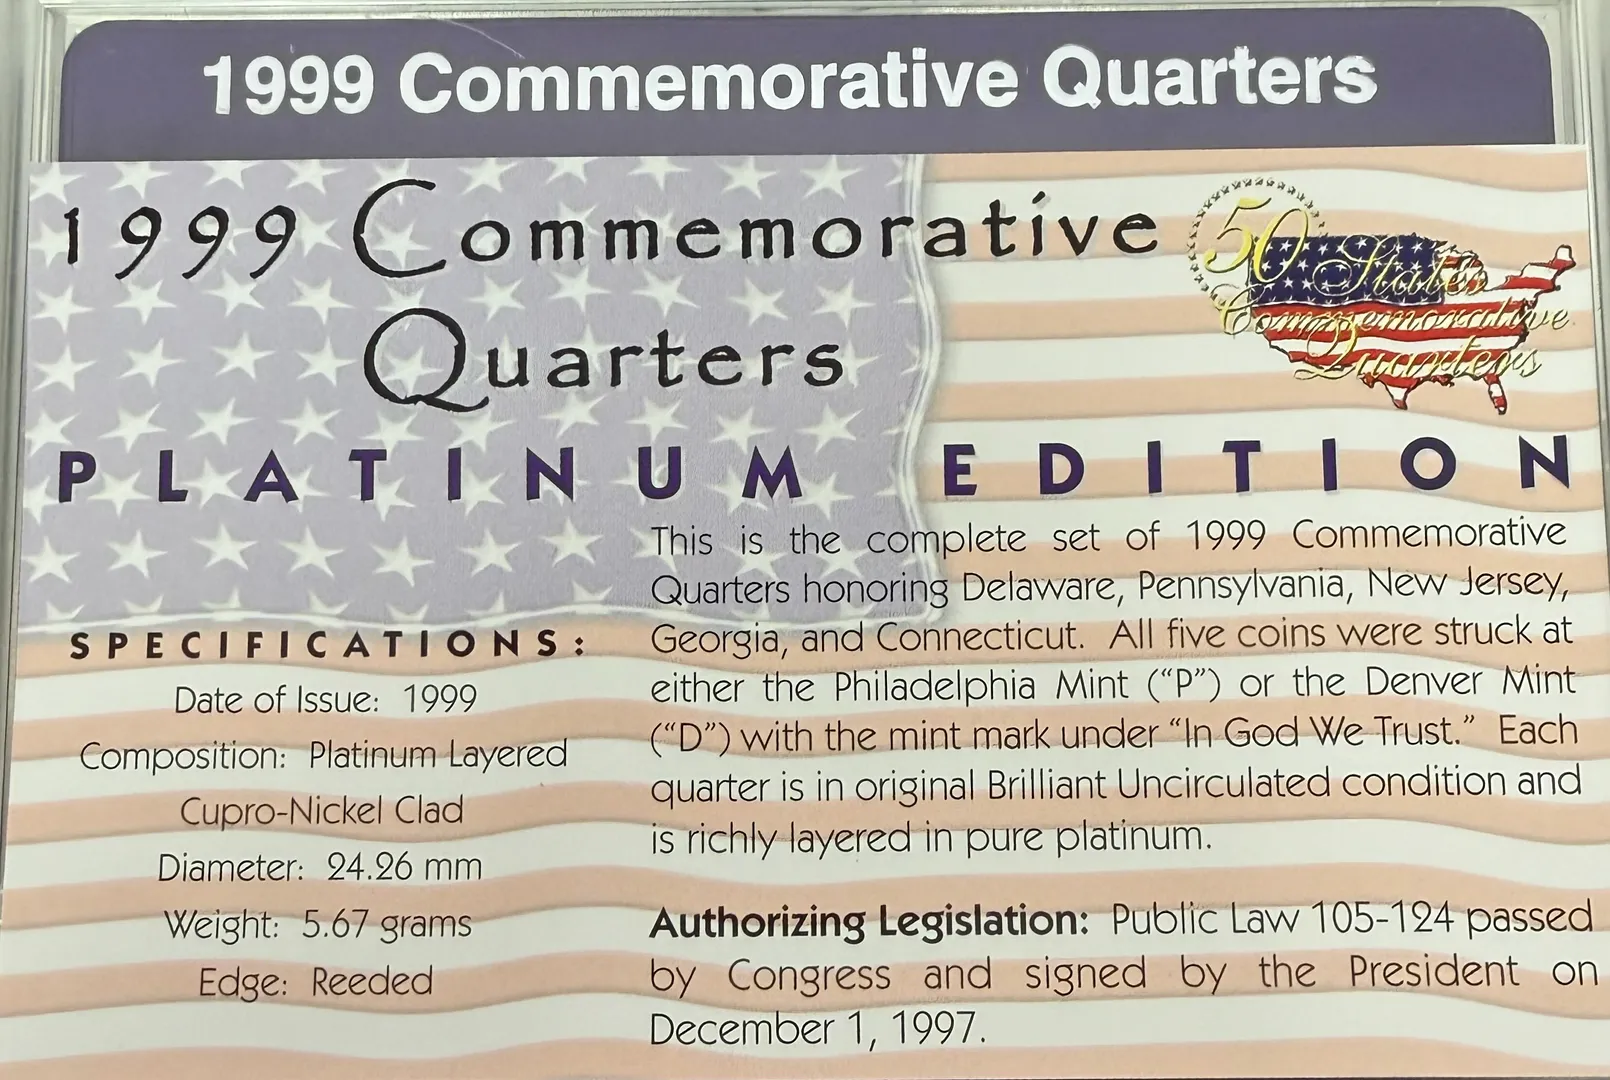 1999 Commemorative Quarters
1999 Commemorative
Quarters
50 States
Commemorative
Quarters
PLATINUM EDITION
This is the complete set of 1999 Commemorative
Quarters honoring Delaware, Pennsylvania, New Jersey,
Georgia, and Connecticut. All five coins were struck at
either the Philadelphia Mint (“P”) or the Denver Mint
(“D”) with the mint mark under “In God We Trust.” Each
quarter is in original Brilliant Uncirculated condition and
is richly layered in pure platinum.
Authorizing Legislation: Public Law 105-124 passed
by Congress and signed by the President on
December 1, 1997.
SPECIFICATIONS:
Date of Issue: 1999
Composition: Platinum Layered
Cupro-Nickel Clad
Diameter: 24.26 mm
Weight: 5.67 grams
Edge: Reeded